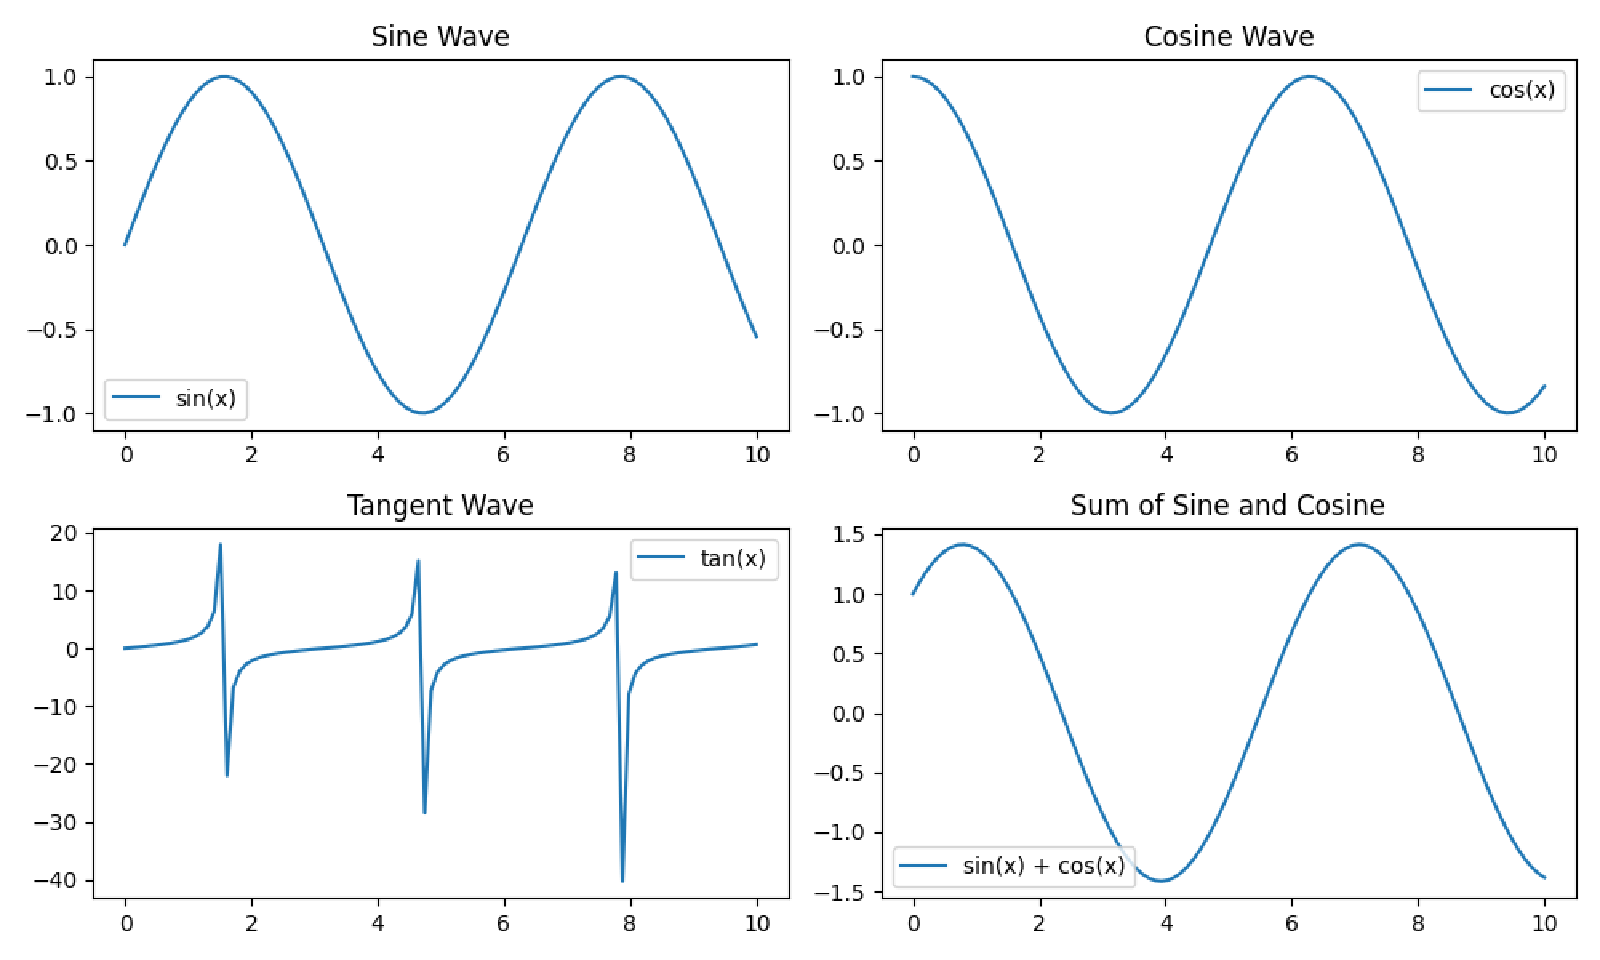 Sine Wave
1.0
0.5
0.0
−0.5
−1.0
sin(x)
0 2 4 6 8 10
Cosine Wave
1.0
0.5
0.0
−0.5
−1.0
cos(x)
0 2 4 6 8 10
Tangent Wave
20
10
0
−10
−20
−30
−40
tan(x)
0 2 4 6 8 10
Sum of Sine and Cosine
1.5
1.0
0.5
0.0
−0.5
−1.0
−1.5
sin(x) + cos(x)
0 2 4 6 8 10